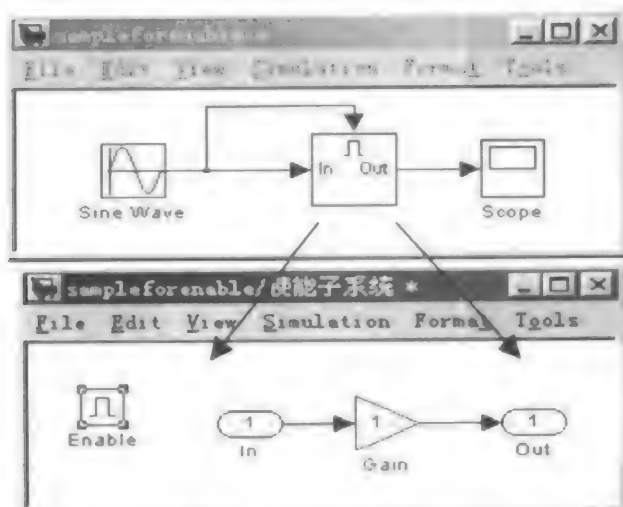 sampleforenable
File Edit View Simulation Format Tools
In Out
Sine Wave
Scope
sampleforenable/使能子系统 *
File Edit View Simulation Format Tools
1 1 1
Enable
In
Gain
Out